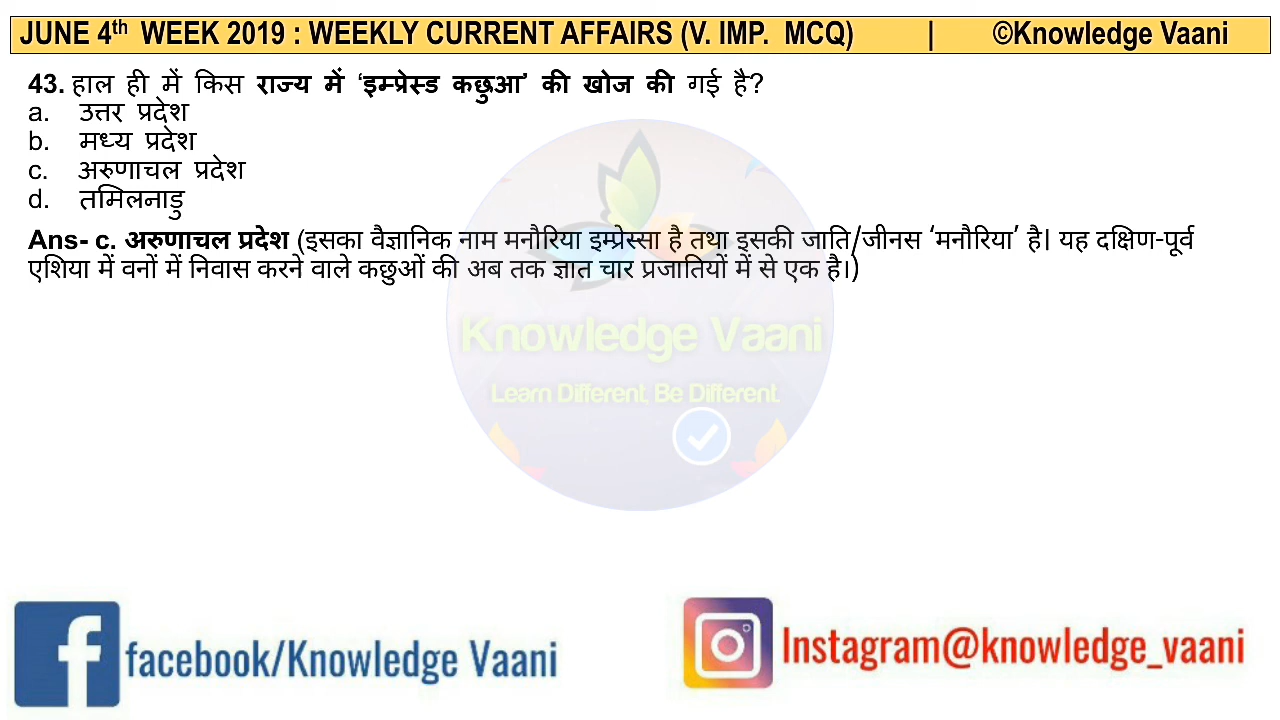 JUNE 4th WEEK 2019 : WEEKLY CURRENT AFFAIRS (V. IMP. MCQ) | ©Knowledge Vaani
43. हाल ही में किस राज्य में ‘इम्प्रेस्ड कछुआ’ की खोज की गई है?
a. उत्तर प्रदेश
b. मध्य प्रदेश
c. अरुणाचल प्रदेश
d. तमिलनाडु
Ans- c. अरुणाचल प्रदेश (इसका वैज्ञानिक नाम मनौरिया इम्प्रेस्सा है तथा इसकी जाति/जीनस ‘मनौरिया’ है। यह दक्षिण-पूर्व
एशिया में वनों में निवास करने वाले कछुओं की अब तक ज्ञात चार प्रजातियों में से एक है।)
Knowledge Vaani
Learn Different, Be Different.
facebook/Knowledge Vaani
Instagram@knowledge_vaani